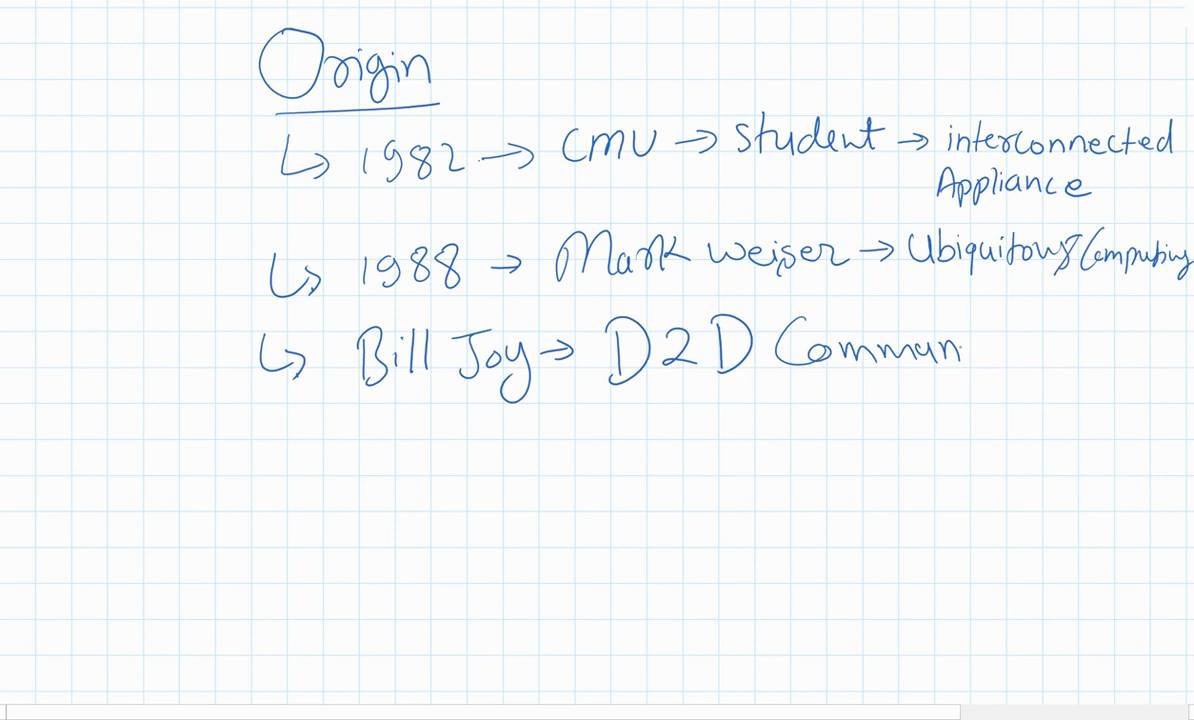 Origin
↳ 1982 → CMU → student → interconnected
Appliance
↳ 1988 → Mark weiser → Ubiquitous Computing
↳ Bill Joy → D2D Commun